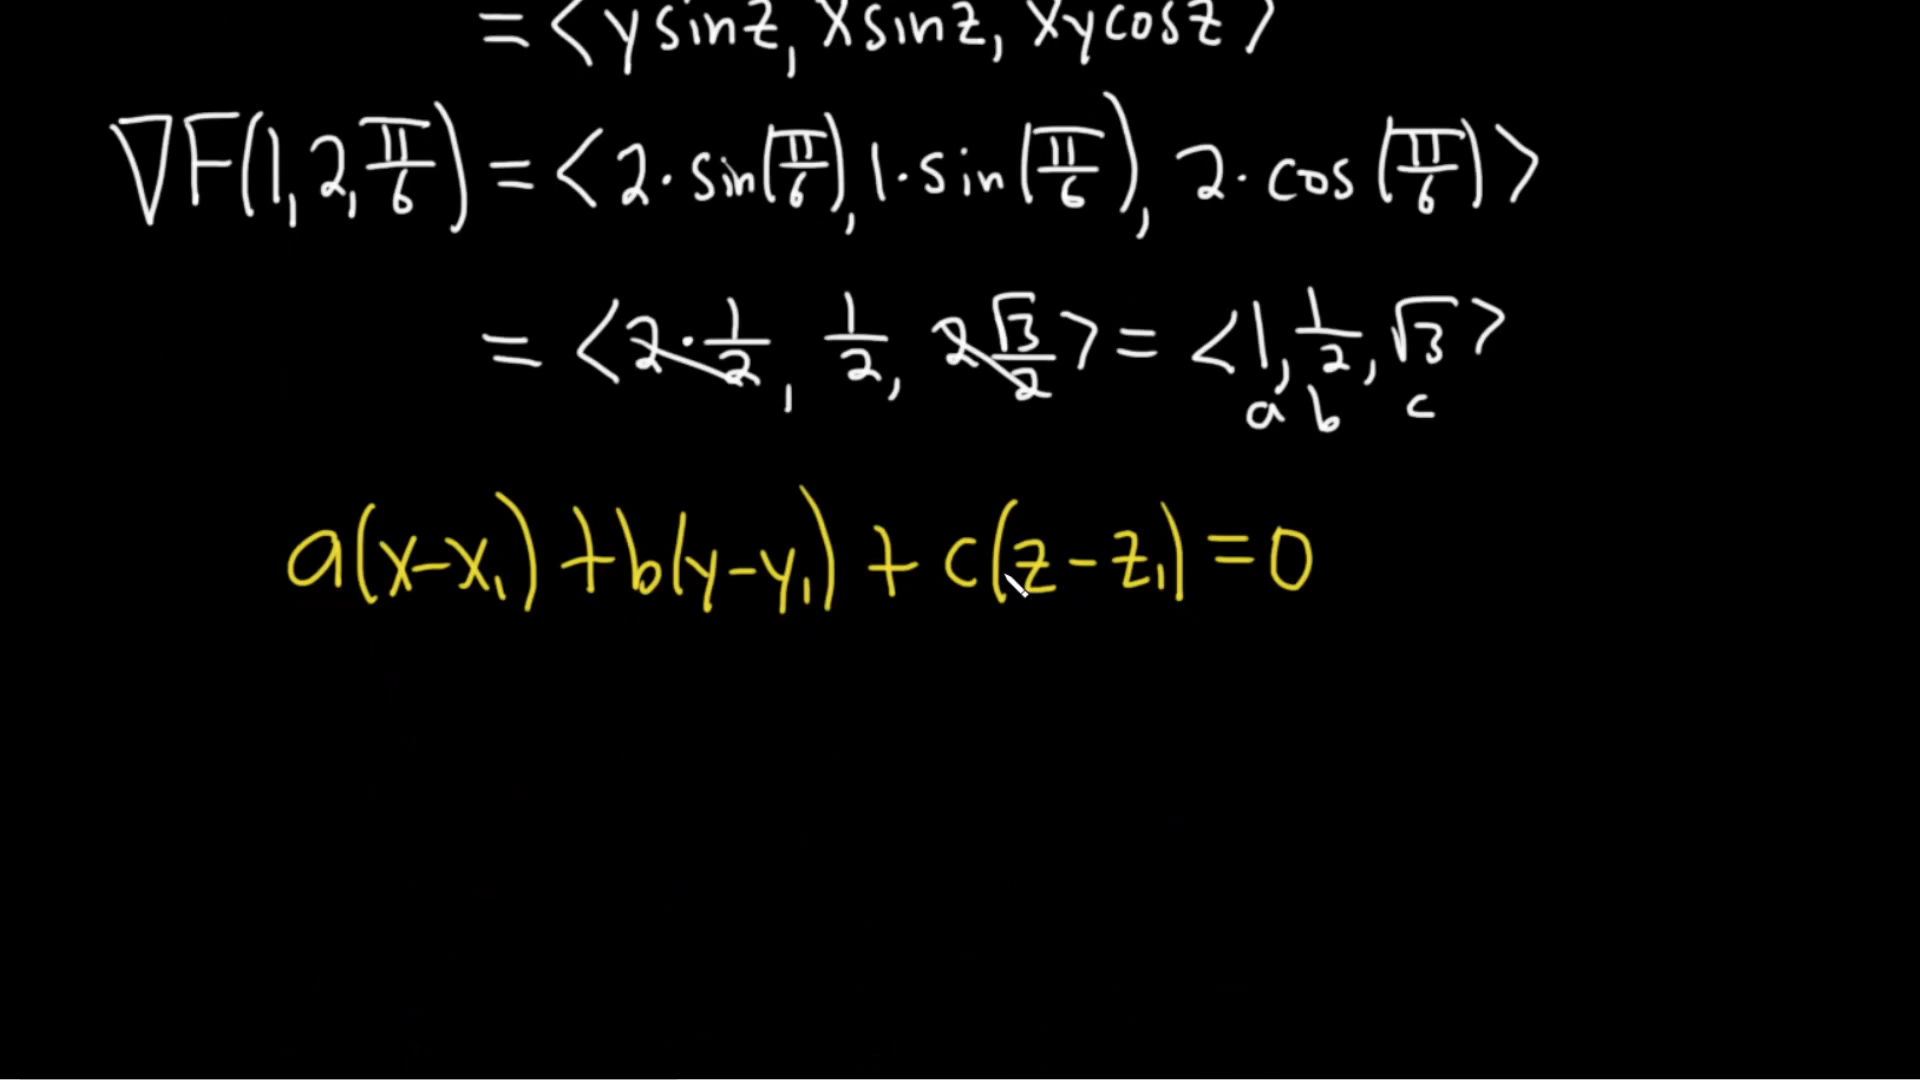 = <y sin z, x sin z, xy cos z>
∇F(1, 2, π/6) = <2·sin(π/6), 1·sin(π/6), 2·cos(π/6)>
= <2·1/2, 1/2, 2√3/2> = <1, 1/2, √3>
a b c
a(x-x₁) + b(y-y₁) + c(z-z₁) = 0